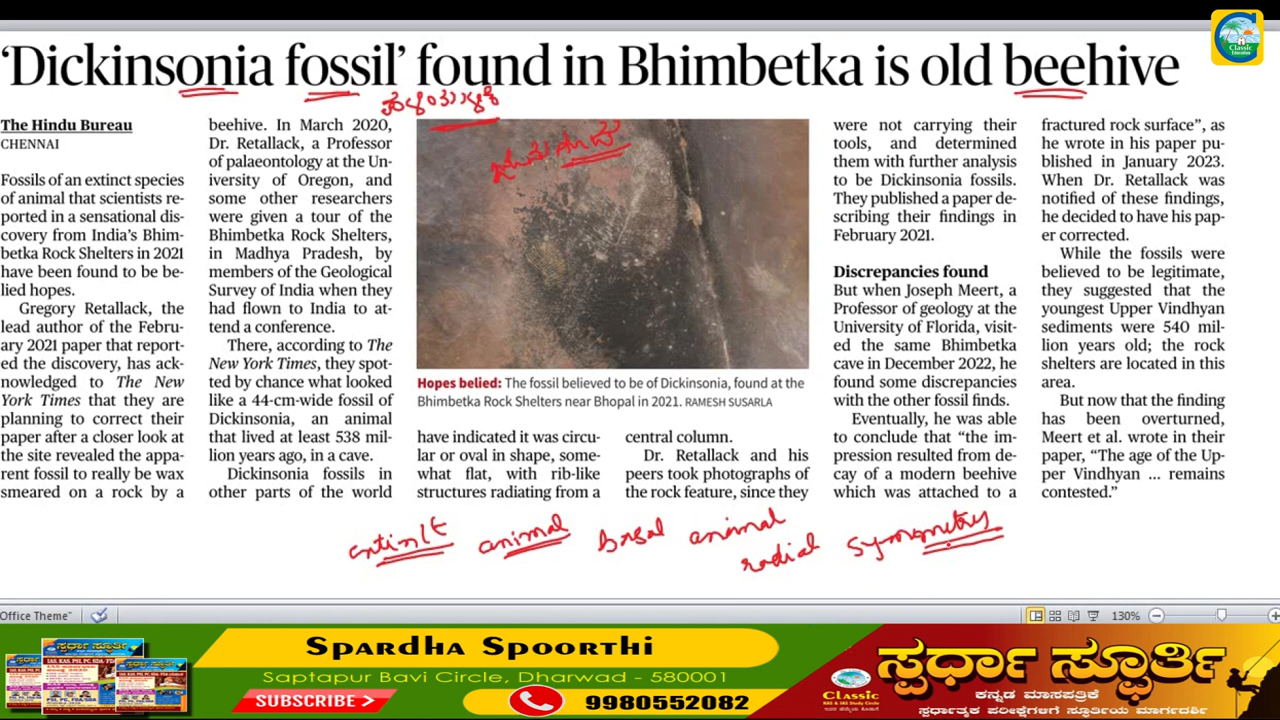 Classic
Education
'Dickinsonia fossil' found in Bhimbetka is old beehive
The Hindu Bureau
CHENNAI
Fossils of an extinct species
of animal that scientists re-
ported in a sensational dis-
covery from India's Bhim-
betka Rock Shelters in 2021
have been found to be be-
lied hopes.
Gregory Retallack, the
lead author of the Febru-
ary 2021 paper that report-
ed the discovery, has ack-
nowledged to The New
York Times that they are
planning to correct their
paper after a closer look at
the site revealed the appa-
rent fossil to really be wax
smeared on a rock by a
beehive. In March 2020,
Dr. Retallack, a Professor
of palaeontology at the Un-
iversity of Oregon, and
some other researchers
were given a tour of the
Bhimbetka Rock Shelters,
in Madhya Pradesh, by
members of the Geological
Survey of India when they
had flown to India to at-
tend a conference.
There, according to The
New York Times, they spot-
ted by chance what looked
like a 44-cm-wide fossil of
Dickinsonia, an animal
that lived at least 538 mil-
lion years ago, in a cave.
Dickinsonia fossils in
other parts of the world
Hopes belied: The fossil believed to be of Dickinsonia, found at the
Bhimbetka Rock Shelters near Bhopal in 2021. RAMESH SUSARLA
have indicated it was circu-
lar or oval in shape, some-
what flat, with rib-like
structures radiating from a
central column.
Dr. Retallack and his
peers took photographs of
the rock feature, since they
were not carrying their
tools, and determined
them with further analysis
to be Dickinsonia fossils.
They published a paper de-
scribing their findings in
February 2021.
Discrepancies found
But when Joseph Meert, a
Professor of geology at the
University of Florida, visit-
ed the same Bhimbetka
cave in December 2022, he
found some discrepancies
with the other fossil finds.
Eventually, he was able
to conclude that "the im-
pression resulted from de-
cay of a modern beehive
which was attached to a
fractured rock surface", as
he wrote in his paper pu-
blished in January 2023.
When Dr. Retallack was
notified of these findings,
he decided to have his pap-
er corrected.
While the fossils were
believed to be legitimate,
they suggested that the
youngest Upper Vindhyan
sediments were 540 mil-
lion years old; the rock
shelters are located in this
area.
But now that the finding
has been overturned,
Meert et al. wrote in their
paper, "The age of the Up-
per Vindhyan ... remains
contested."
animal basal animal
radial symmetry
Office Theme"
130%
Spardha Spoorthi
Saptapur Bavi Circle, Dharwad - 580001
SUBSCRIBE
9980552082
Classic
ಸ್ಪರ್ಧಾ ಸ್ಫೂರ್ತಿ
ಕನ್ನಡ ಮಾಸಪತ್ರಿಕೆ
ಸ್ಪರ್ಧಾತ್ಮಕ ಪರೀಕ್ಷೆಗಳಿಗೆ ಸ್ಫೂರ್ತಿಯ ಮಾರ್ಗದರ್ಶಿ